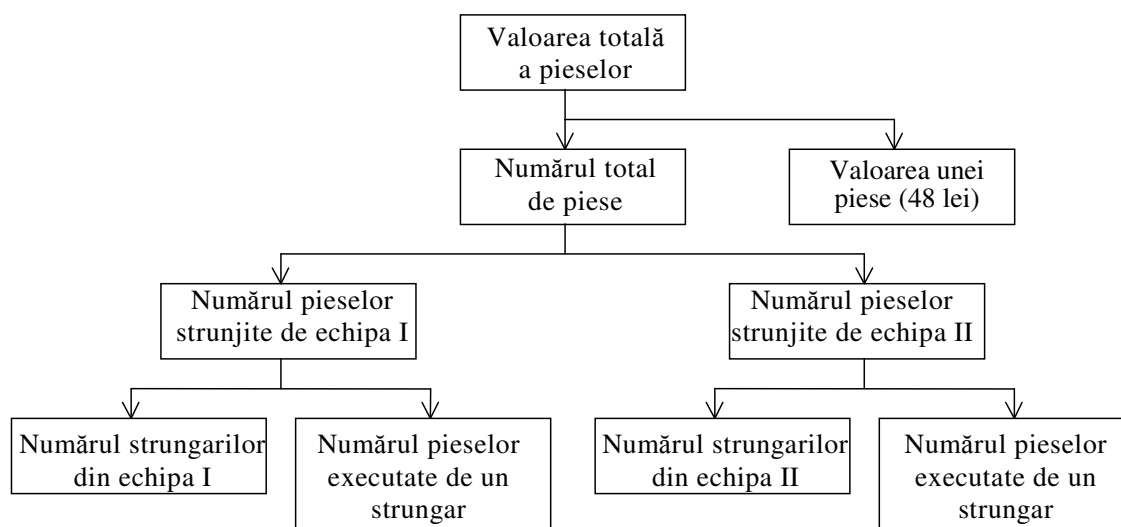 Valoarea totală
a pieselor
Numărul total
de piese
Valoarea unei
piese (48 lei)
Numărul pieselor
strunjite de echipa I
Numărul pieselor
strunjite de echipa II
Numărul strungarilor
din echipa I
Numărul pieselor
executate de un
strungar
Numărul strungarilor
din echipa II
Numărul pieselor
executate de un
strungar